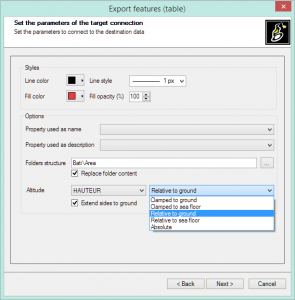 Export features (table)
Set the parameters of the target connection
Set the parameters to connect to the destination data
Styles
Line color Line style 1 px
Fill color Fill opacity (%) 100
Options
Property used as name
Property used as description
Folders structure Bati\Area ...
Replace folder content
Altitude HAUTEUR Relative to ground
Extend sides to ground
Clamped to ground
Clamped to sea floor
Relative to ground
Relative to sea floor
Absolute
< Back Next > Cancel